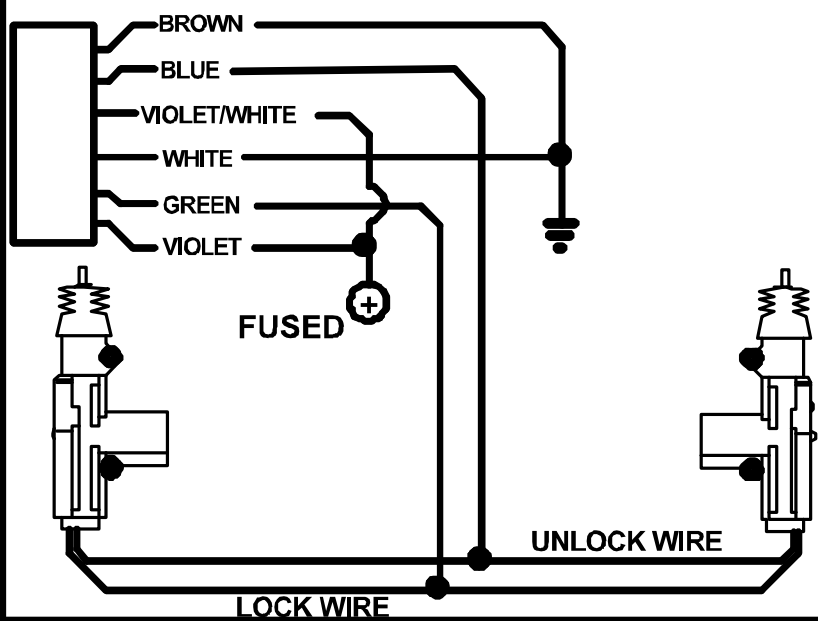 BROWN
BLUE
VIOLET/WHITE
WHITE
GREEN
VIOLET
+
FUSED
UNLOCK WIRE
LOCK WIRE